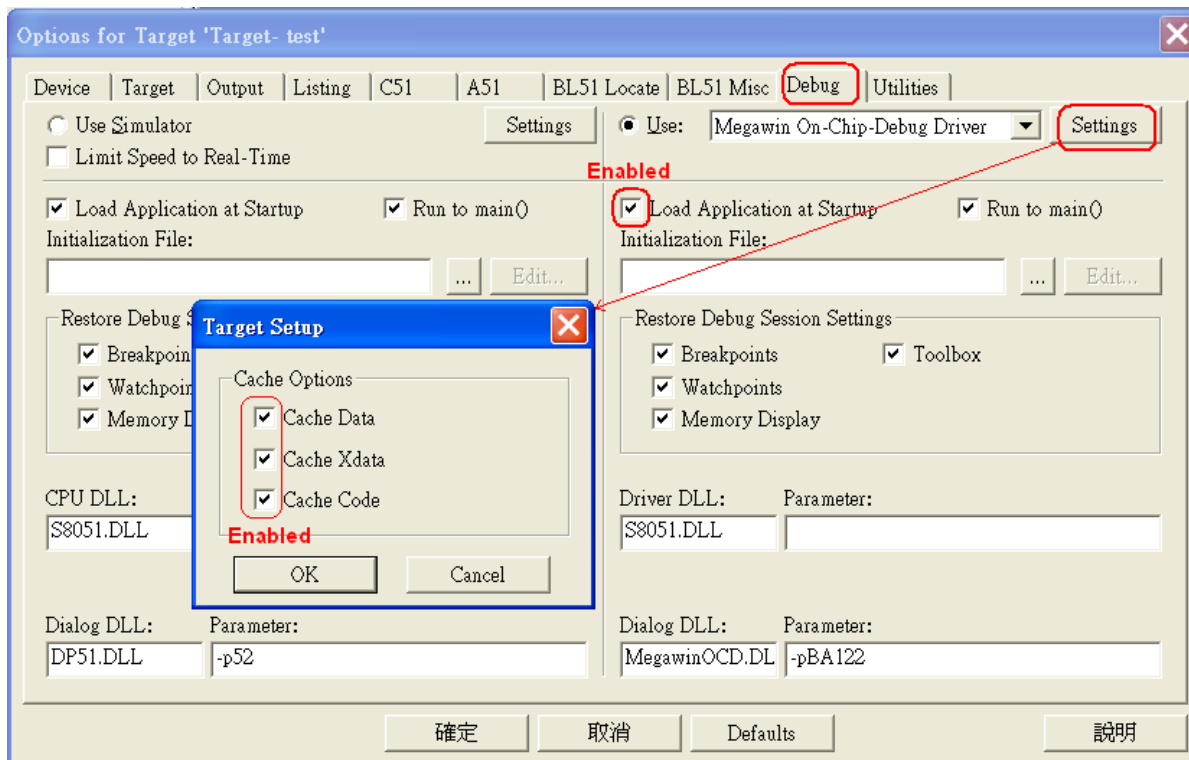 Options for Target 'Target- test'
Device Target Output Listing C51 A51 BL51 Locate BL51 Misc Debug Utilities
Use Simulator Settings Use: Megawin On-Chip-Debug Driver Settings
Limit Speed to Real-Time
Enabled
Load Application at Startup Run to main() Load Application at Startup Run to main()
Initialization File: Initialization File:
... Edit... ... Edit...
Restore Debug S Restore Debug Session Settings
Breakpoin Breakpoints Toolbox
Watchpoin Watchpoints
Memory D Memory Display
Target Setup
Cache Options
Cache Data
Cache Xdata
Cache Code
Enabled
OK Cancel
CPU DLL: Driver DLL: Parameter:
S8051.DLL S8051.DLL
Dialog DLL: Parameter: Dialog DLL: Parameter:
DP51.DLL -p52 MegawinOCD.DL -pBA122
確定 取消 Defaults 說明